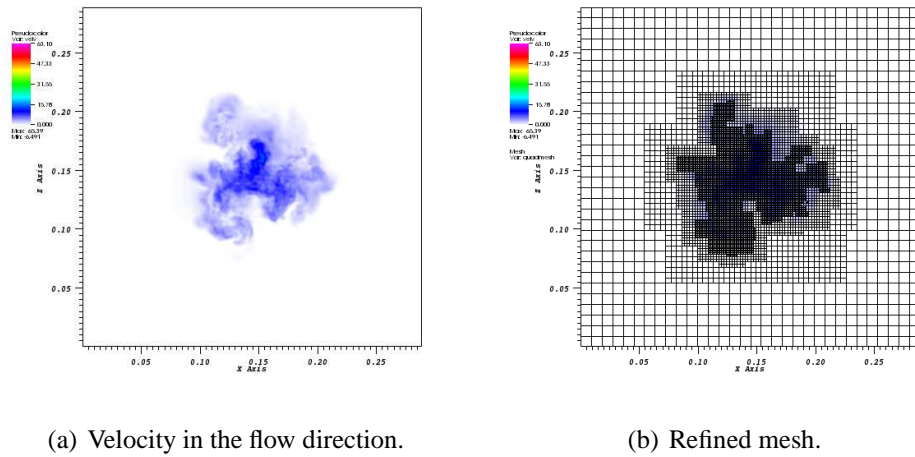 Pseudocolor
Var: velv
63.10
47.33
31.55
15.78
0.000
Max: 65.39
Min: -6.491
0.25
0.20
0.15
0.10
0.05
Z Axis
0.05
0.10
0.15
0.20
0.25
X Axis
(a) Velocity in the flow direction.
Pseudocolor
Var: velv
63.10
47.33
31.55
15.78
0.000
Max: 65.39
Min: -6.491
Mesh
Var: quadmesh
0.25
0.20
0.15
0.10
0.05
Z Axis
0.05
0.10
0.15
0.20
0.25
X Axis
(b) Refined mesh.